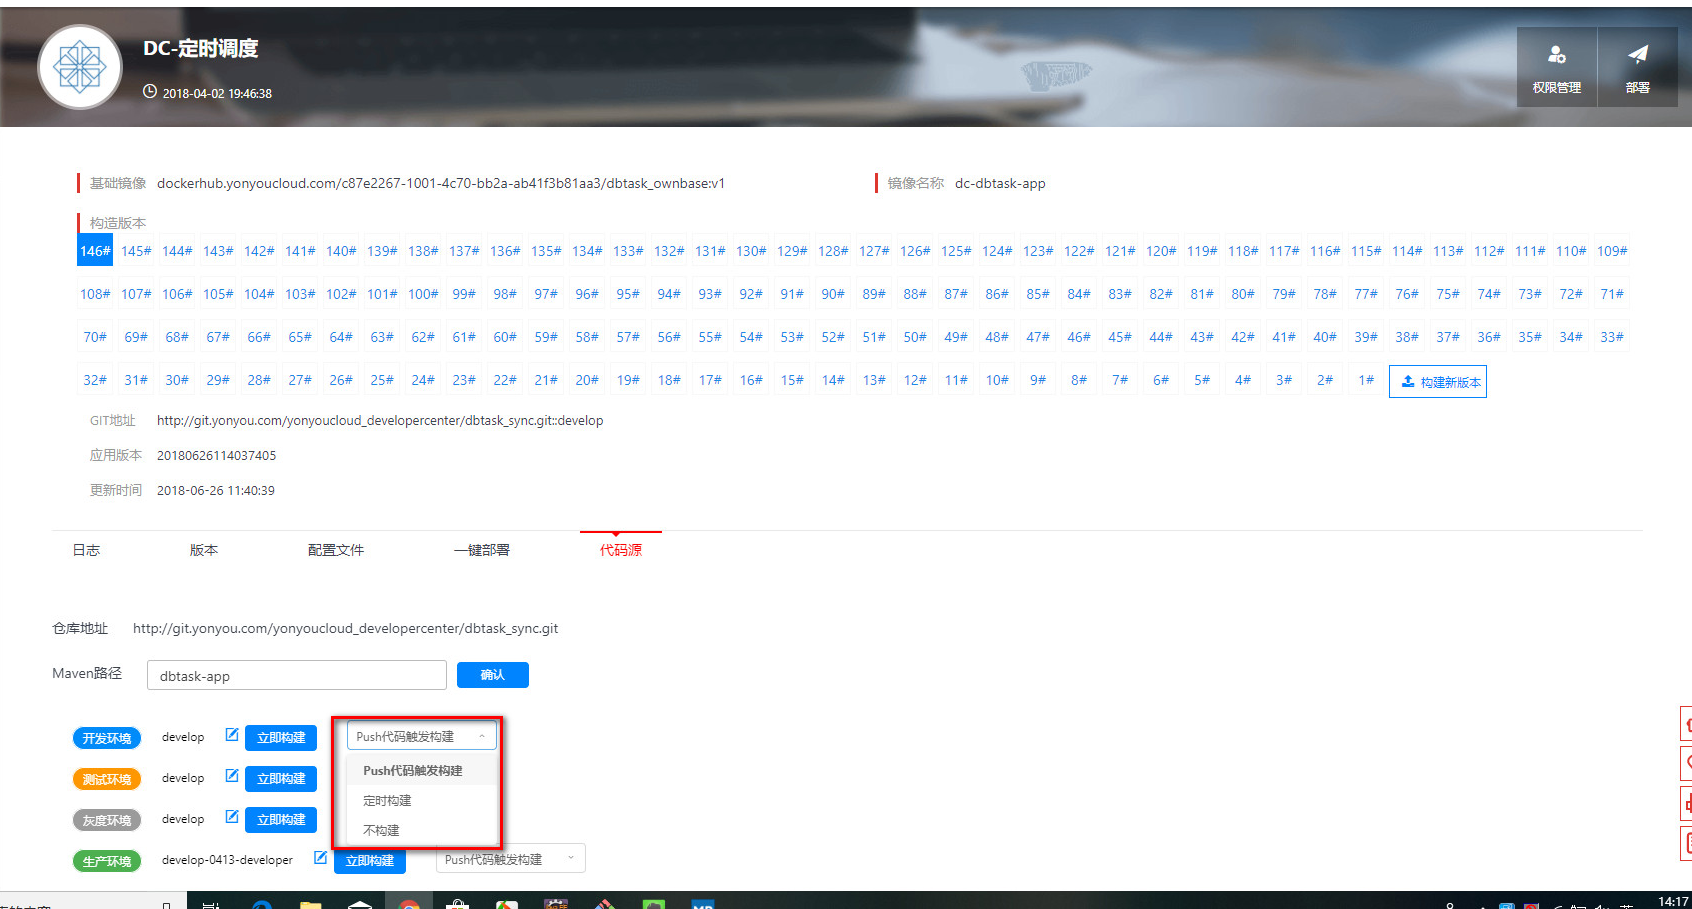 DC-定时调度
2018-04-02 19:46:38
权限管理
部署
基础镜像 dockerhub.yonyoucloud.com/c87e2267-1001-4c70-bb2a-ab41f3b81aa3/dbtask_ownbase:v1
镜像名称 dc-dbtask-app
构造版本
146# 145# 144# 143# 142# 141# 140# 139# 138# 137# 136# 135# 134# 133# 132# 131# 130# 129# 128# 127# 126# 125# 124# 123# 122# 121# 120# 119# 118# 117# 116# 115# 114# 113# 112# 111# 110# 109#
108# 107# 106# 105# 104# 103# 102# 101# 100# 99# 98# 97# 96# 95# 94# 93# 92# 91# 90# 89# 88# 87# 86# 85# 84# 83# 82# 81# 80# 79# 78# 77# 76# 75# 74# 73# 72# 71#
70# 69# 68# 67# 66# 65# 64# 63# 62# 61# 60# 59# 58# 57# 56# 55# 54# 53# 52# 51# 50# 49# 48# 47# 46# 45# 44# 43# 42# 41# 40# 39# 38# 37# 36# 35# 34# 33#
32# 31# 30# 29# 28# 27# 26# 25# 24# 23# 22# 21# 20# 19# 18# 17# 16# 15# 14# 13# 12# 11# 10# 9# 8# 7# 6# 5# 4# 3# 2# 1# 构建新版本
GIT地址 http://git.yonyou.com/yonyoucloud_developercenter/dbtask_sync.git::develop
应用版本 20180626114037405
更新时间 2018-06-26 11:40:39
日志 版本 配置文件 一键部署 代码源
仓库地址 http://git.yonyou.com/yonyoucloud_developercenter/dbtask_sync.git
Maven路径 dbtask-app 确认
开发环境 develop 立即构建 Push代码触发构建
Push代码触发构建
测试环境 develop 立即构建
定时构建
灰度环境 develop 立即构建
不构建
生产环境 develop-0413-developer 立即构建 Push代码触发构建
14:17